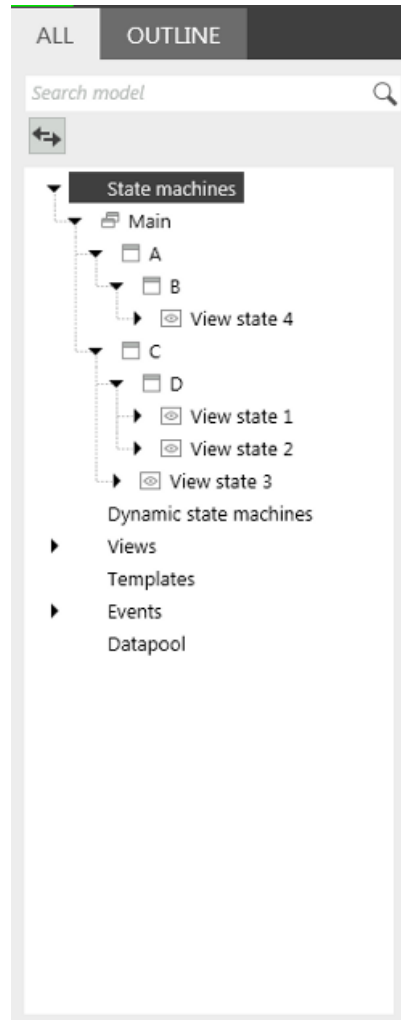 ALL OUTLINE
Search model
State machines
Main
A
B
View state 4
C
D
View state 1
View state 2
View state 3
Dynamic state machines
Views
Templates
Events
Datapool